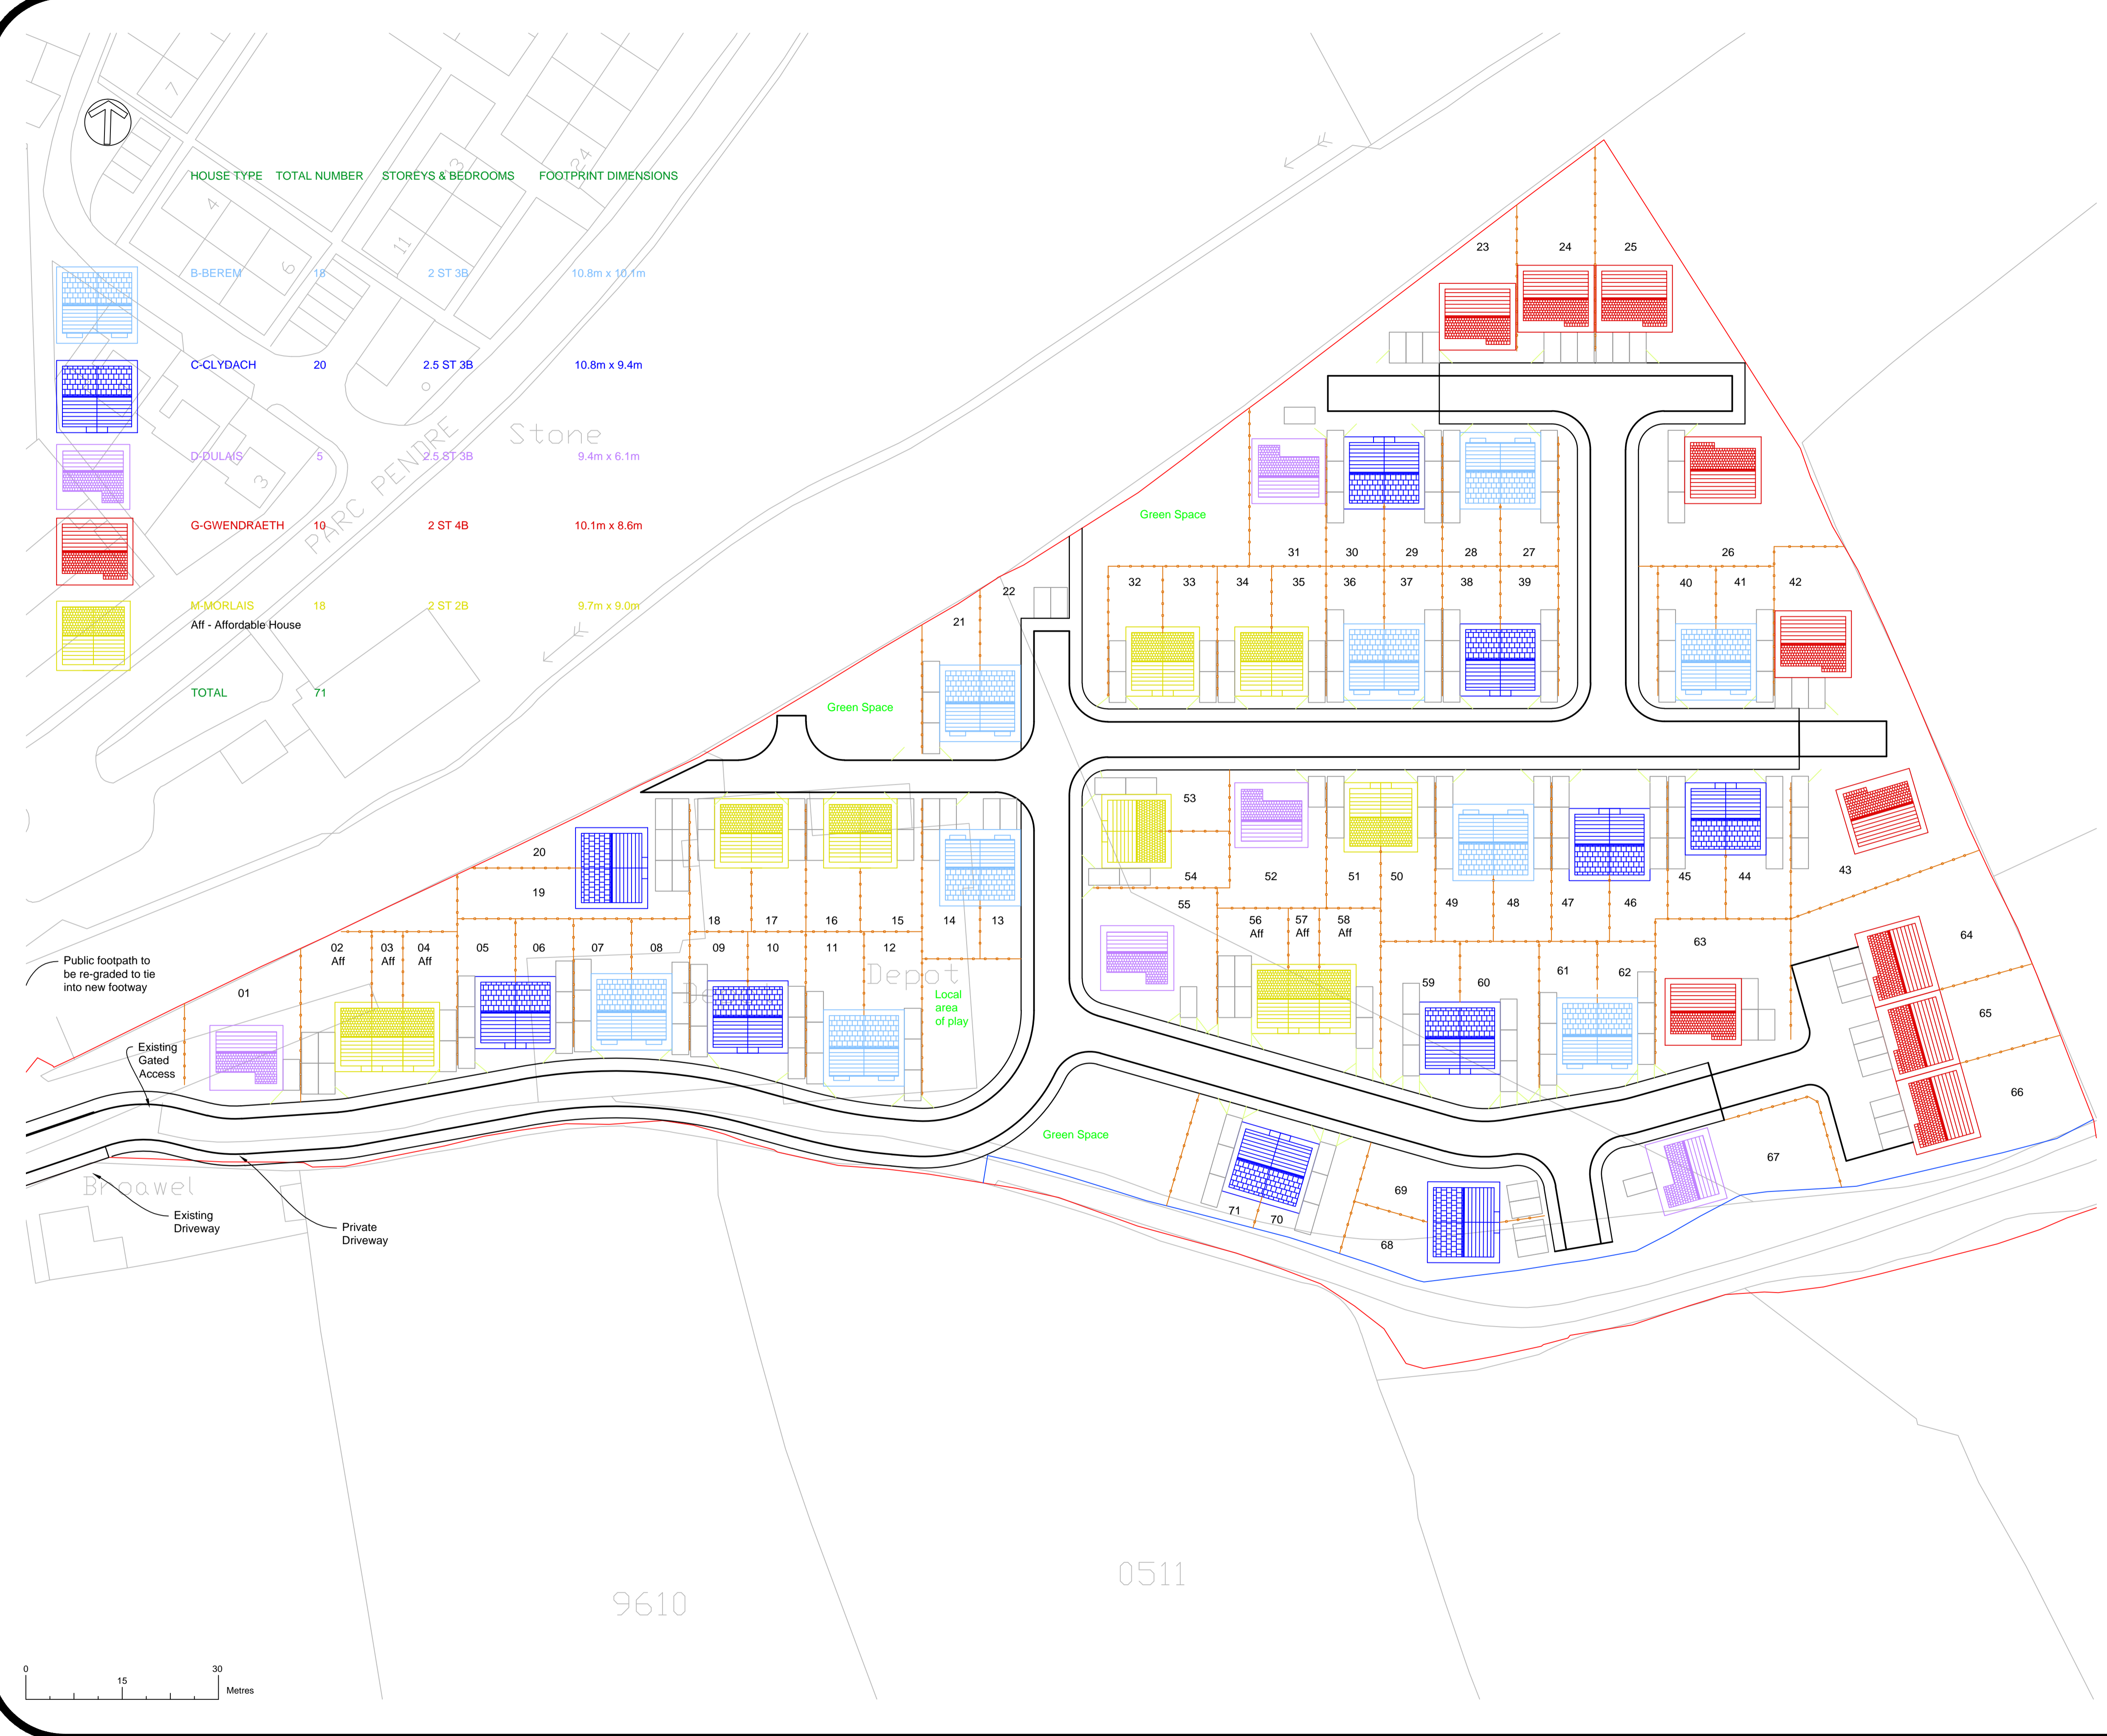 7
4
6
11
13
24
3
HOUSE TYPE TOTAL NUMBER STOREYS & BEDROOMS FOOTPRINT DIMENSIONS
B-BEREM 18 2 ST 3B 10.8m x 10.1m
C-CLYDACH 20 2.5 ST 3B 10.8m x 9.4m
D-DULAIS 5 2.5 ST 3B 9.4m x 6.1m
G-GWENDRAETH 10 2 ST 4B 10.1m x 8.6m
M-MORLAIS 18 2 ST 2B 9.7m x 9.0m
Aff - Affordable House
TOTAL 71
PARC PENDRE
Stone
23 24 25
Green Space
31 30 29 28 27 26
32 33 34 35 36 37 38 39 40 41 42
22
21
Green Space
53
54 52 51 50 45 44 43
55
49 48 47 46
20
19
18 17 16 15 14 13
56
Aff
57
Aff
58
Aff
02
Aff
03
Aff
04
Aff
05 06 07 08 09 10 11 12
63
64
59 60 61 62
65
66
67
01
Depot
Depot
Local
area
of play
Public footpath to
be re-graded to tie
into new footway
Existing
Gated
Access
Green Space
69
71 70
68
Existing
Driveway
Private
Driveway
9610
0511
0 15 30
Metres